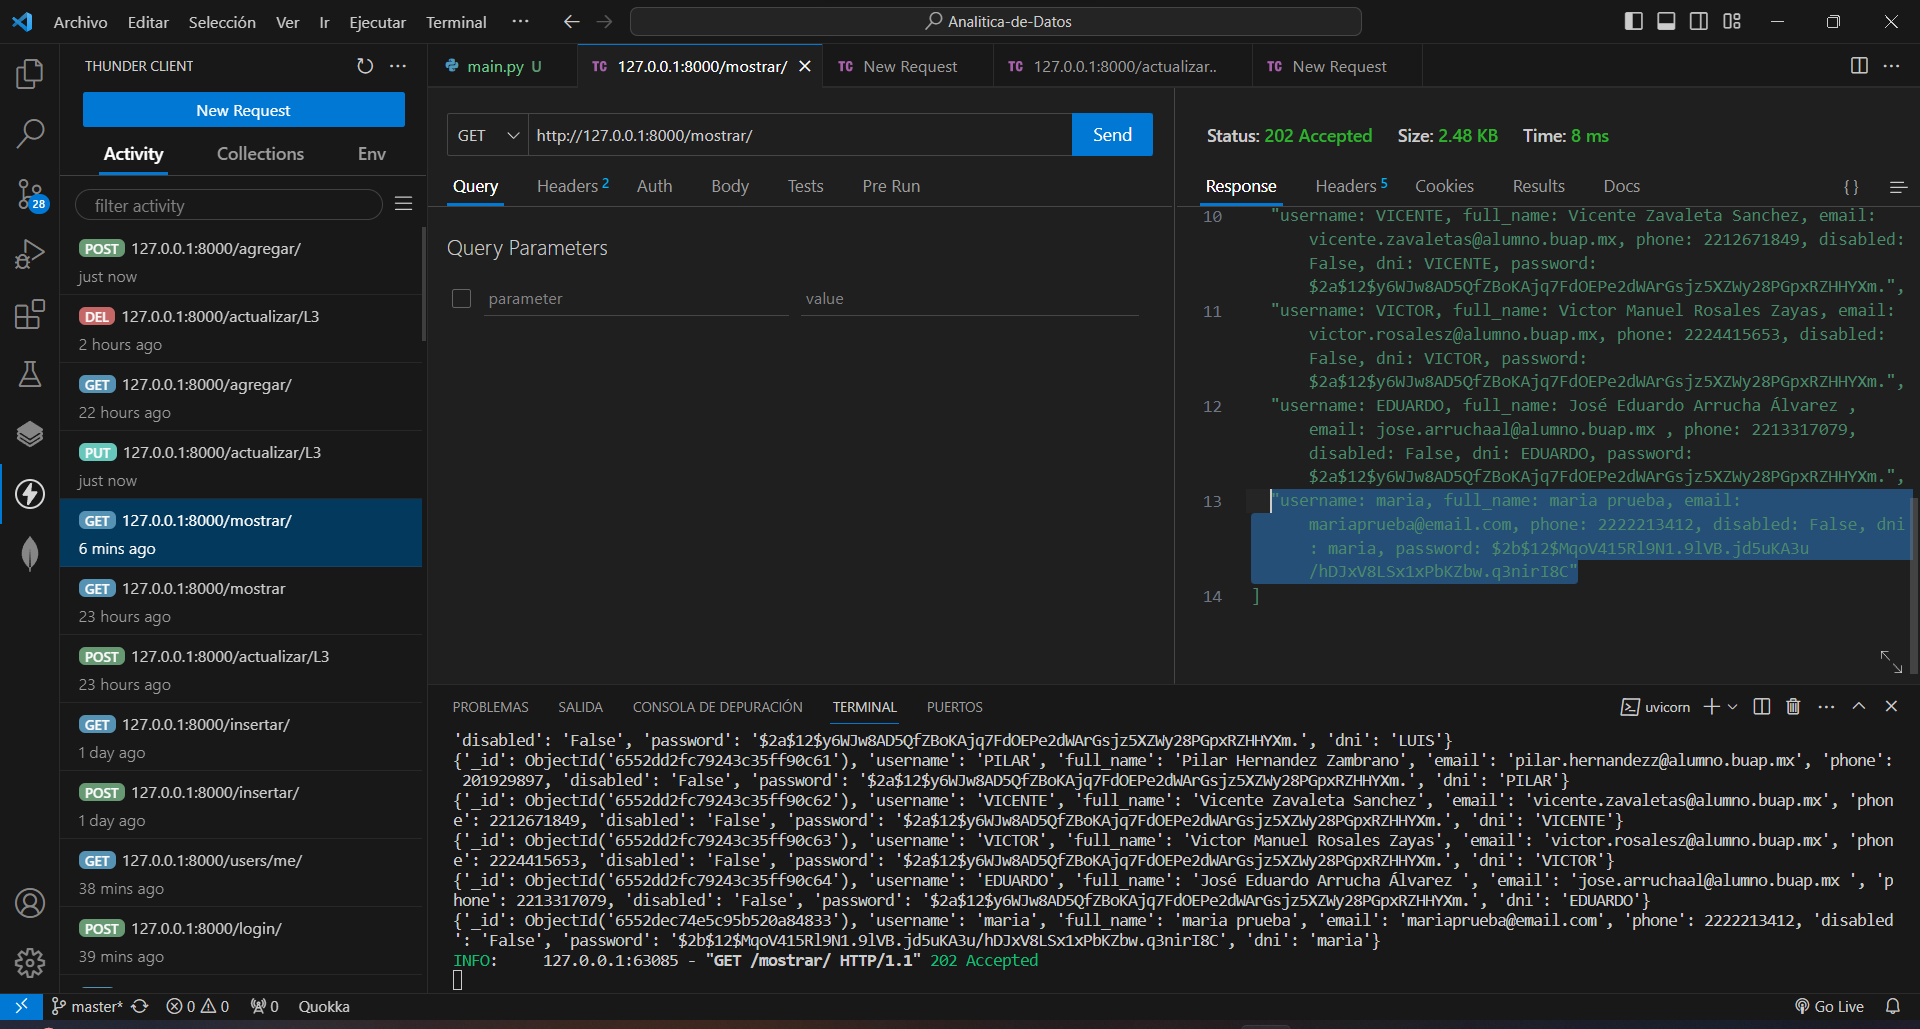 Archivo Editar Selección Ver Ir Ejecutar Terminal ··· Analitica-de-Datos
THUNDER CLIENT
New Request
Activity Collections Env
filter activity
POST 127.0.0.1:8000/agregar/
just now
DEL 127.0.0.1:8000/actualizar/L3
2 hours ago
GET 127.0.0.1:8000/agregar/
22 hours ago
PUT 127.0.0.1:8000/actualizar/L3
just now
GET 127.0.0.1:8000/mostrar/
6 mins ago
GET 127.0.0.1:8000/mostrar
23 hours ago
POST 127.0.0.1:8000/actualizar/L3
23 hours ago
GET 127.0.0.1:8000/insertar/
1 day ago
POST 127.0.0.1:8000/insertar/
1 day ago
GET 127.0.0.1:8000/users/me/
38 mins ago
POST 127.0.0.1:8000/login/
39 mins ago
28
main.py U TC 127.0.0.1:8000/mostrar/ TC New Request TC 127.0.0.1:8000/actualizar.. TC New Request
GET http://127.0.0.1:8000/mostrar/ Send
Query Headers 2 Auth Body Tests Pre Run
Query Parameters
parameter value
Status: 202 Accepted Size: 2.48 KB Time: 8 ms
Response Headers 5 Cookies Results Docs { }
10 "username: VICENTE, full_name: Vicente Zavaleta Sanchez, email:
vicente.zavaletas@alumno.buap.mx, phone: 2212671849, disabled:
False, dni: VICENTE, password:
$2a$12$y6WJw8AD5QfZBoKAjq7FdOEPe2dWArGsjz5XZWy28PGpxRZHHYXm.",
11 "username: VICTOR, full_name: Victor Manuel Rosales Zayas, email:
victor.rosalesz@alumno.buap.mx, phone: 2224415653, disabled:
False, dni: VICTOR, password:
$2a$12$y6WJw8AD5QfZBoKAjq7FdOEPe2dWArGsjz5XZWy28PGpxRZHHYXm.",
12 "username: EDUARDO, full_name: José Eduardo Arrucha Álvarez ,
email: jose.arruchaal@alumno.buap.mx , phone: 2213317079,
disabled: False, dni: EDUARDO, password:
$2a$12$y6WJw8AD5QfZBoKAjq7FdOEPe2dWArGsjz5XZWy28PGpxRZHHYXm.",
13 "username: maria, full_name: maria prueba, email:
mariaprueba@email.com, phone: 2222213412, disabled: False, dni
: maria, password: $2b$12$MqoV415Rl9N1.9lVB.jd5uKA3u
/hDJxV8LSx1xPbKZbw.q3nirI8C"
14 ]
PROBLEMAS SALIDA CONSOLA DE DEPURACIÓN TERMINAL PUERTOS uvicorn
'disabled': 'False', 'password': '$2a$12$y6WJw8AD5QfZBoKAjq7FdOEPe2dWArGsjz5XZWy28PGpxRZHHYXm.', 'dni': 'LUIS'}
{'_id': ObjectId('6552dd2fc79243c35ff90c61'), 'username': 'PILAR', 'full_name': 'Pilar Hernandez Zambrano', 'email': 'pilar.hernandezz@alumno.buap.mx', 'phone':
201929897, 'disabled': 'False', 'password': '$2a$12$y6WJw8AD5QfZBoKAjq7FdOEPe2dWArGsjz5XZWy28PGpxRZHHYXm.', 'dni': 'PILAR'}
{'_id': ObjectId('6552dd2fc79243c35ff90c62'), 'username': 'VICENTE', 'full_name': 'Vicente Zavaleta Sanchez', 'email': 'vicente.zavaletas@alumno.buap.mx', 'phon
e': 2212671849, 'disabled': 'False', 'password': '$2a$12$y6WJw8AD5QfZBoKAjq7FdOEPe2dWArGsjz5XZWy28PGpxRZHHYXm.', 'dni': 'VICENTE'}
{'_id': ObjectId('6552dd2fc79243c35ff90c63'), 'username': 'VICTOR', 'full_name': 'Victor Manuel Rosales Zayas', 'email': 'victor.rosalesz@alumno.buap.mx', 'phon
e': 2224415653, 'disabled': 'False', 'password': '$2a$12$y6WJw8AD5QfZBoKAjq7FdOEPe2dWArGsjz5XZWy28PGpxRZHHYXm.', 'dni': 'VICTOR'}
{'_id': ObjectId('6552dd2fc79243c35ff90c64'), 'username': 'EDUARDO', 'full_name': 'José Eduardo Arrucha Álvarez ', 'email': 'jose.arruchaal@alumno.buap.mx ', 'p
hone': 2213317079, 'disabled': 'False', 'password': '$2a$12$y6WJw8AD5QfZBoKAjq7FdOEPe2dWArGsjz5XZWy28PGpxRZHHYXm.', 'dni': 'EDUARDO'}
{'_id': ObjectId('6552dec74e5c95b520a84833'), 'username': 'maria', 'full_name': 'maria prueba', 'email': 'mariaprueba@email.com', 'phone': 2222213412, 'disabled
': 'False', 'password': '$2b$12$MqoV415Rl9N1.9lVB.jd5uKA3u/hDJxV8LSx1xPbKZbw.q3nirI8C', 'dni': 'maria'}
INFO: 127.0.0.1:63085 - "GET /mostrar/ HTTP/1.1" 202 Accepted
master* 0 0 0 Quokka Go Live